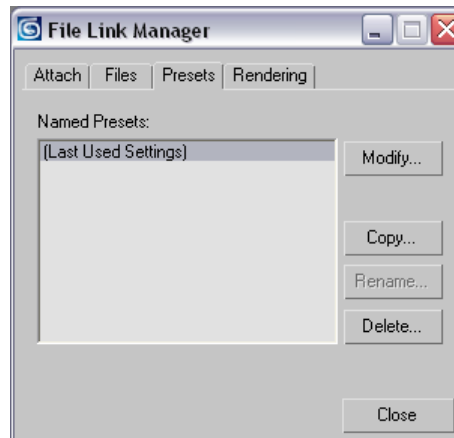 File Link Manager
Attach Files Presets Rendering
Named Presets:
(Last Used Settings)
Modify...
Copy...
Rename...
Delete...
Close